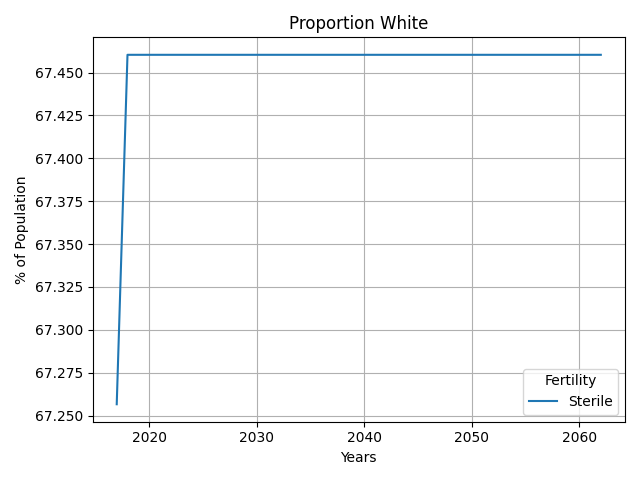 Proportion White
67.450
67.425
67.400
67.375
67.350
67.325
67.300
67.275
67.250
% of Population
2020 2030 2040 2050 2060
Years
Fertility
Sterile